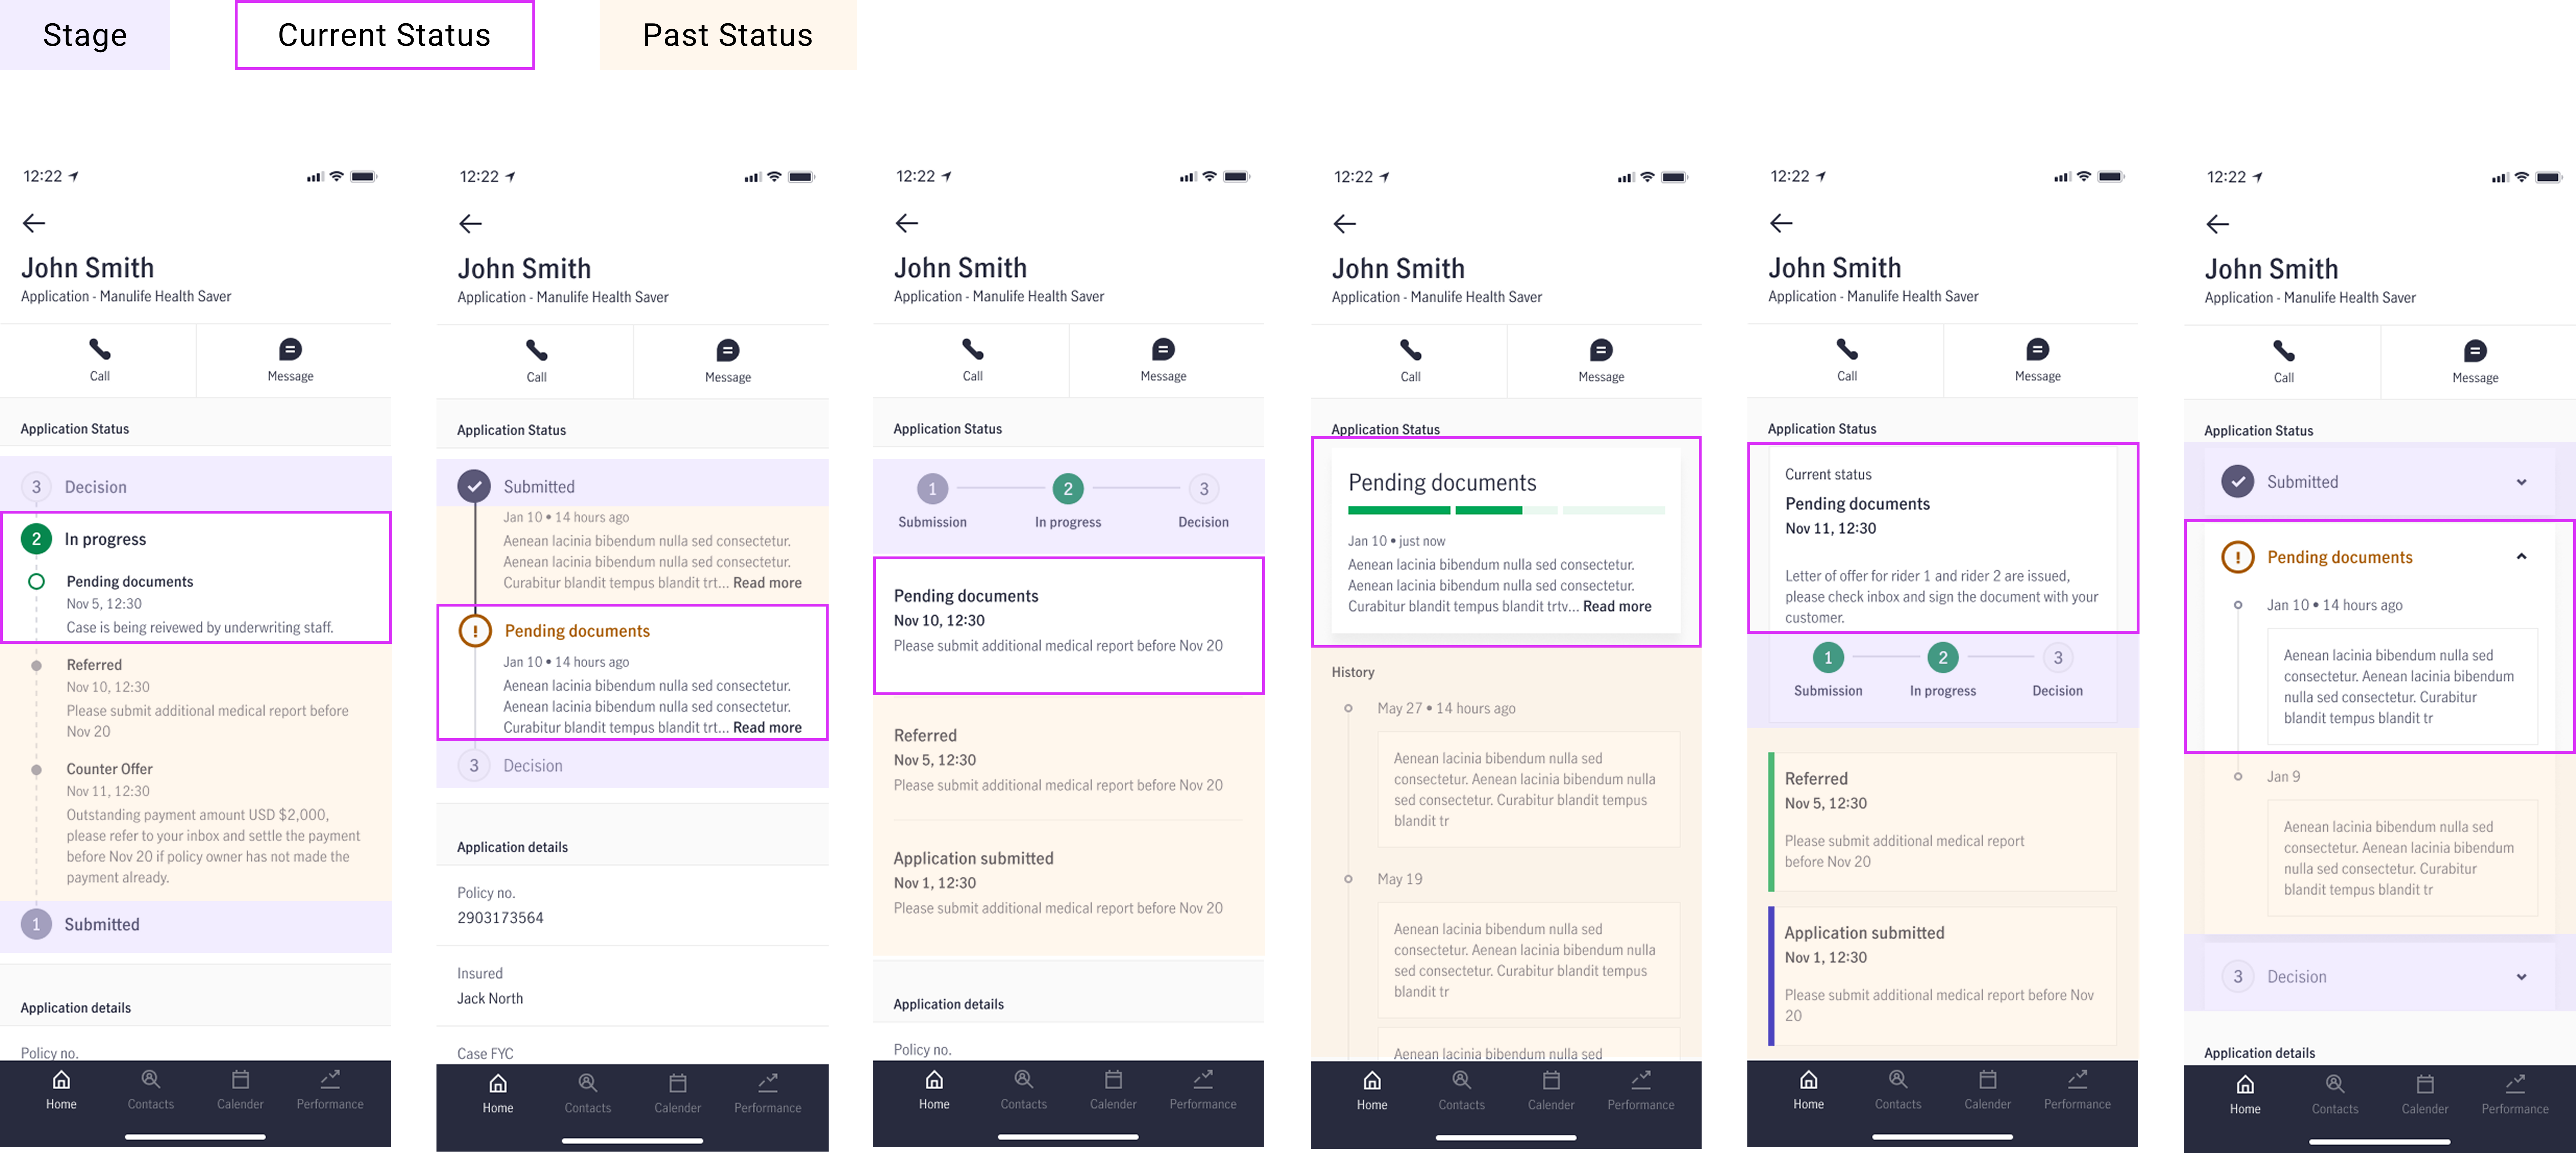 Stage
Current Status
Past Status
12:22
John Smith
Application - Manulife Health Saver
Call
Message
Application Status
3 Decision
2 In progress
Pending documents
Nov 5, 12:30
Case is being reivewed by underwriting staff.
Referred
Nov 10, 12:30
Please submit additional medical report before
Nov 20
Counter Offer
Nov 11, 12:30
Outstanding payment amount USD $2,000,
please refer to your inbox and settle the payment
before Nov 20 if policy owner has not made the
payment already.
1 Submitted
Application details
Policy no.
Home
Contacts
Calender
Performance
12:22
John Smith
Application - Manulife Health Saver
Call
Message
Application Status
Submitted
Jan 10 • 14 hours ago
Aenean lacinia bibendum nulla sed consectetur.
Aenean lacinia bibendum nulla sed consectetur.
Curabitur blandit tempus blandit trt... Read more
Pending documents
Jan 10 • 14 hours ago
Aenean lacinia bibendum nulla sed consectetur.
Aenean lacinia bibendum nulla sed consectetur.
Curabitur blandit tempus blandit trt... Read more
3 Decision
Application details
Policy no.
2903173564
Insured
Jack North
Case FYC
Home
Contacts
Calender
Performance
12:22
John Smith
Application - Manulife Health Saver
Call
Message
Application Status
1 2 3
Submission In progress Decision
Pending documents
Nov 10, 12:30
Please submit additional medical report before Nov 20
Referred
Nov 5, 12:30
Please submit additional medical report before Nov 20
Application submitted
Nov 1, 12:30
Please submit additional medical report before Nov 20
Application details
Policy no.
Home
Contacts
Calender
Performance
12:22
John Smith
Application - Manulife Health Saver
Call
Message
Application Status
Pending documents
Jan 10 • just now
Aenean lacinia bibendum nulla sed consectetur.
Aenean lacinia bibendum nulla sed consectetur.
Curabitur blandit tempus blandit trtv... Read more
History
May 27 • 14 hours ago
Aenean lacinia bibendum nulla sed
consectetur. Aenean lacinia bibendum nulla
sed consectetur. Curabitur blandit tempus
blandit tr
May 19
Aenean lacinia bibendum nulla sed
consectetur. Aenean lacinia bibendum nulla
sed consectetur. Curabitur blandit tempus
blandit tr
Aenean lacinia bibendum nulla sed
Home
Contacts
Calender
Performance
12:22
John Smith
Application - Manulife Health Saver
Call
Message
Application Status
Current status
Pending documents
Nov 11, 12:30
Letter of offer for rider 1 and rider 2 are issued,
please check inbox and sign the document with your
customer.
1 2 3
Submission In progress Decision
Referred
Nov 5, 12:30
Please submit additional medical report
before Nov 20
Application submitted
Nov 1, 12:30
Please submit additional medical report before Nov
20
Home
Contacts
Calender
Performance
12:22
John Smith
Application - Manulife Health Saver
Call
Message
Application Status
Submitted
Pending documents
Jan 10 • 14 hours ago
Aenean lacinia bibendum nulla sed
consectetur. Aenean lacinia bibendum
nulla sed consectetur. Curabitur
blandit tempus blandit tr
Jan 9
Aenean lacinia bibendum nulla sed
consectetur. Aenean lacinia bibendum
nulla sed consectetur. Curabitur
blandit tempus blandit tr
3 Decision
Application details
Home
Contacts
Calender
Performance